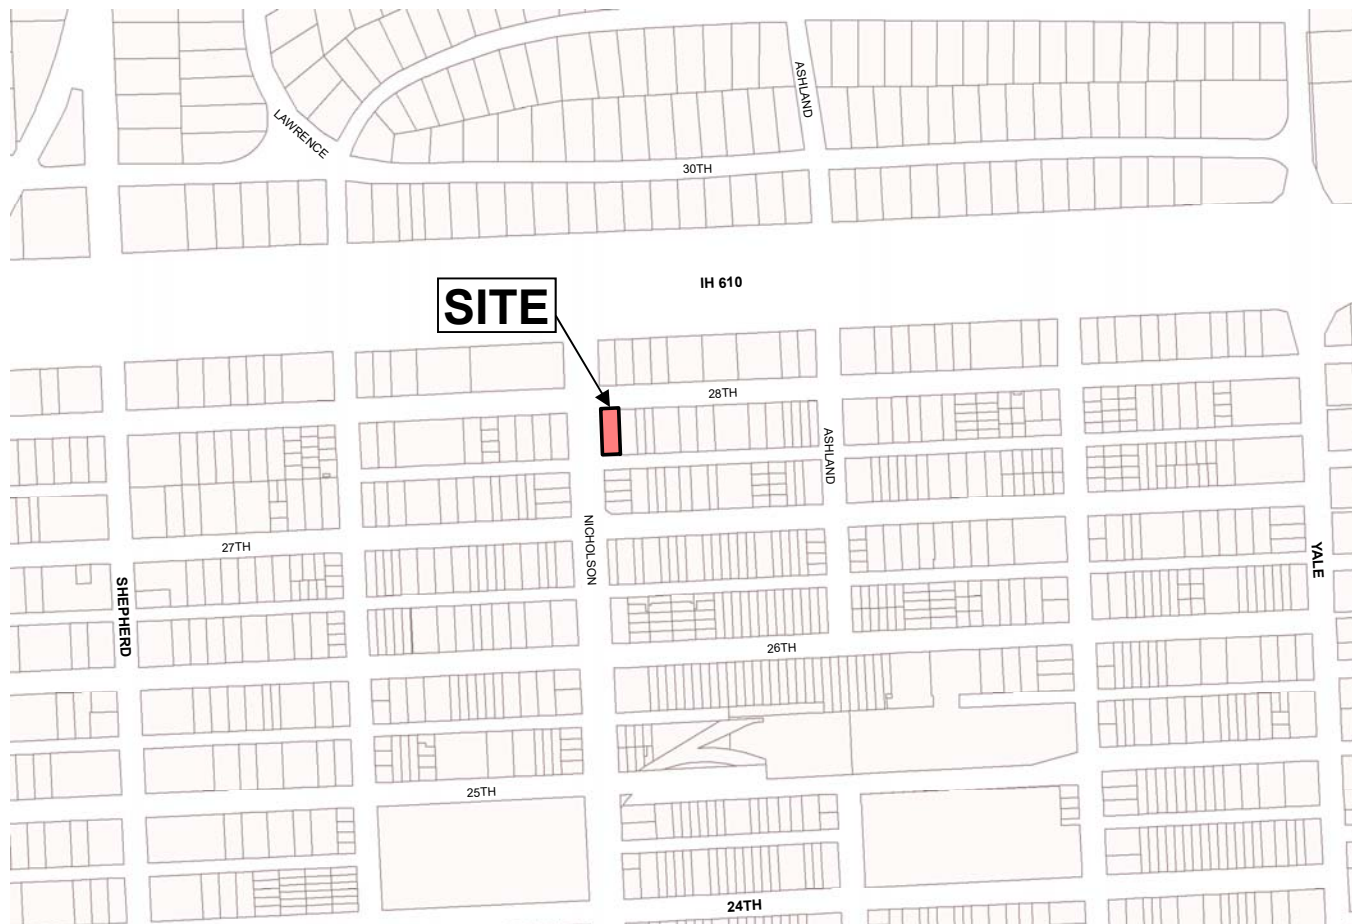 ASHLAND
LAWRENCE
30TH
IH 610
SITE
28TH
ASHLAND
NICHOLSON
27TH
YALE
SHEPHERD
26TH
25TH
24TH